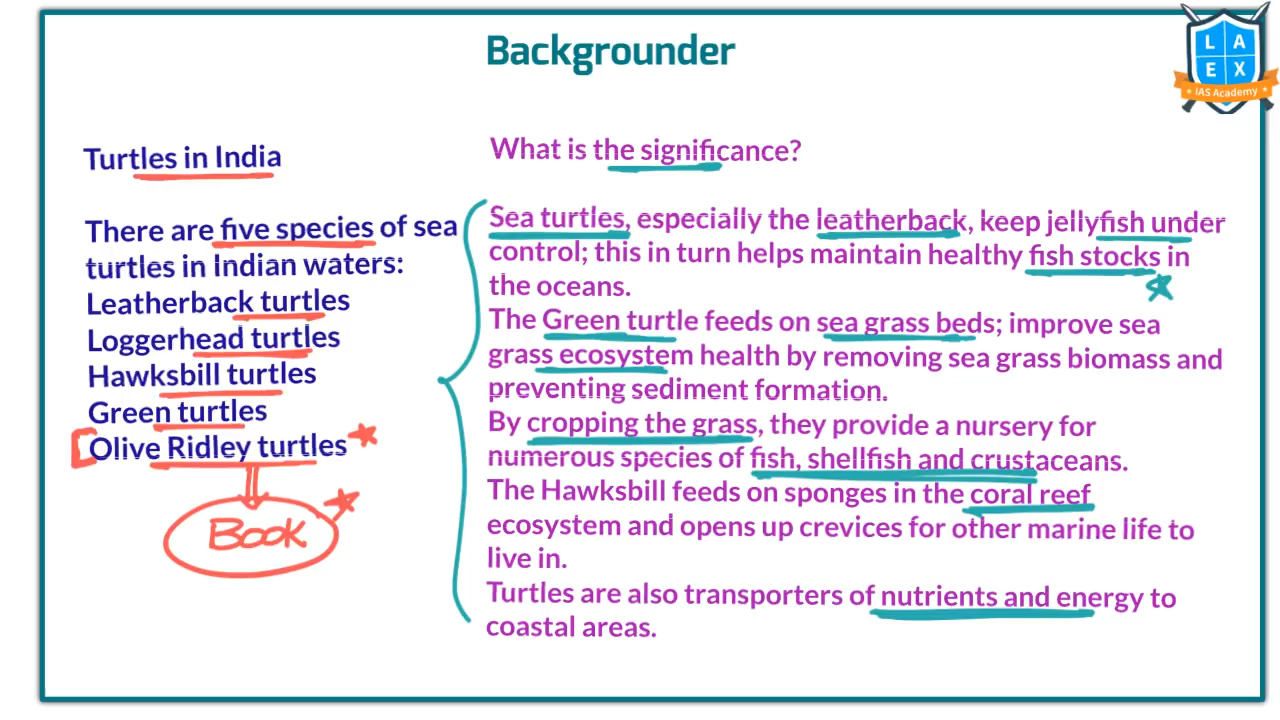 Backgrounder
L A
E X
IAS Academy
Turtles in India
There are five species of sea
turtles in Indian waters:
Leatherback turtles
Loggerhead turtles
Hawksbill turtles
Green turtles
Olive Ridley turtles
Book
What is the significance?
Sea turtles, especially the leatherback, keep jellyfish under
control; this in turn helps maintain healthy fish stocks in
the oceans.
The Green turtle feeds on sea grass beds; improve sea
grass ecosystem health by removing sea grass biomass and
preventing sediment formation.
By cropping the grass, they provide a nursery for
numerous species of fish, shellfish and crustaceans.
The Hawksbill feeds on sponges in the coral reef
ecosystem and opens up crevices for other marine life to
live in.
Turtles are also transporters of nutrients and energy to
coastal areas.